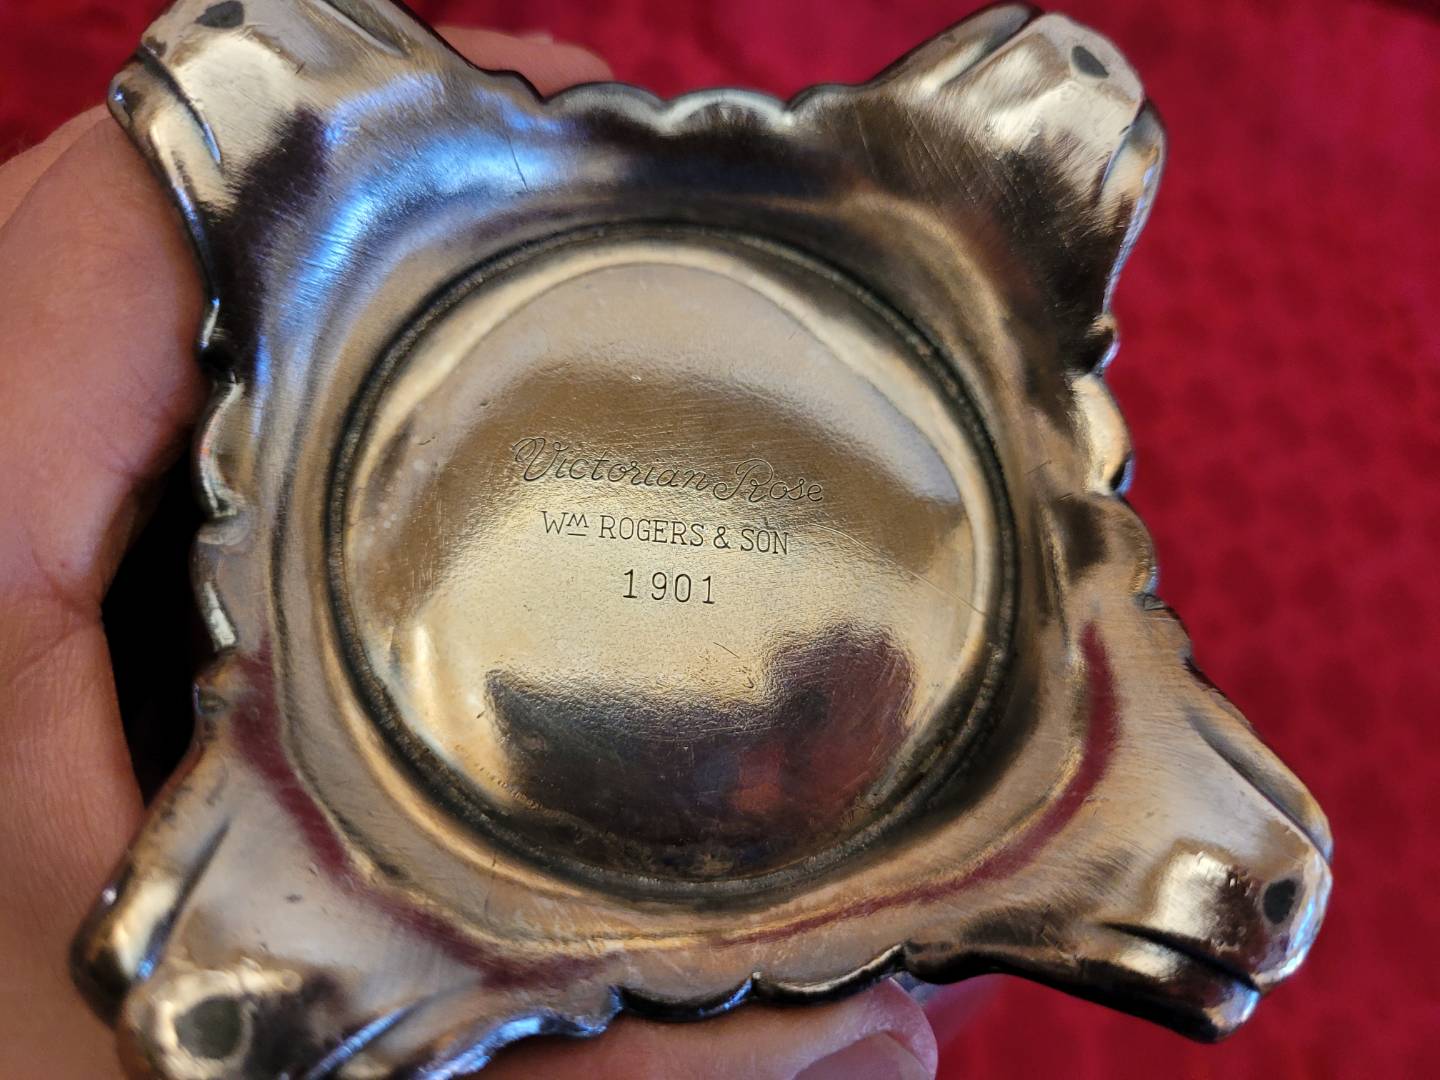 Victorian Rose
Wᴹ ROGERS & SON
1901